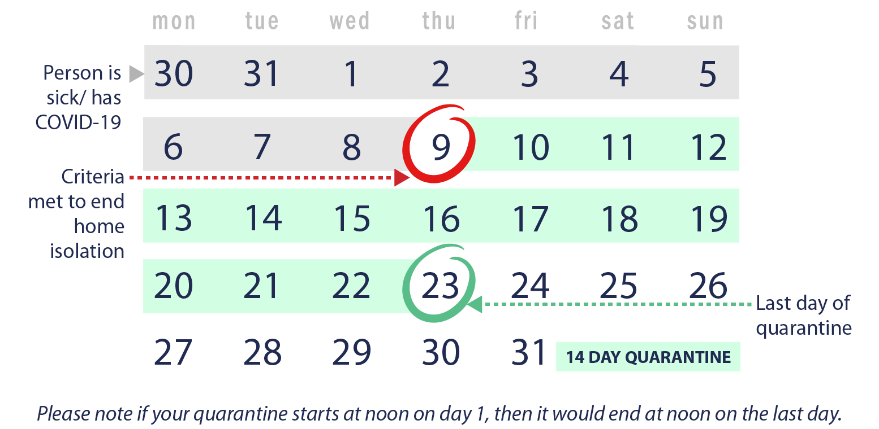 mon tue wed thu fri sat sun
Person is
sick/ has
COVID-19
30 31 1 2 3 4 5
6 7 8 9 10 11 12
Criteria
met to end
home
isolation
13 14 15 16 17 18 19
20 21 22 23 24 25 26
Last day of
quarantine
27 28 29 30 31 14 DAY QUARANTINE
Please note if your quarantine starts at noon on day 1, then it would end at noon on the last day.